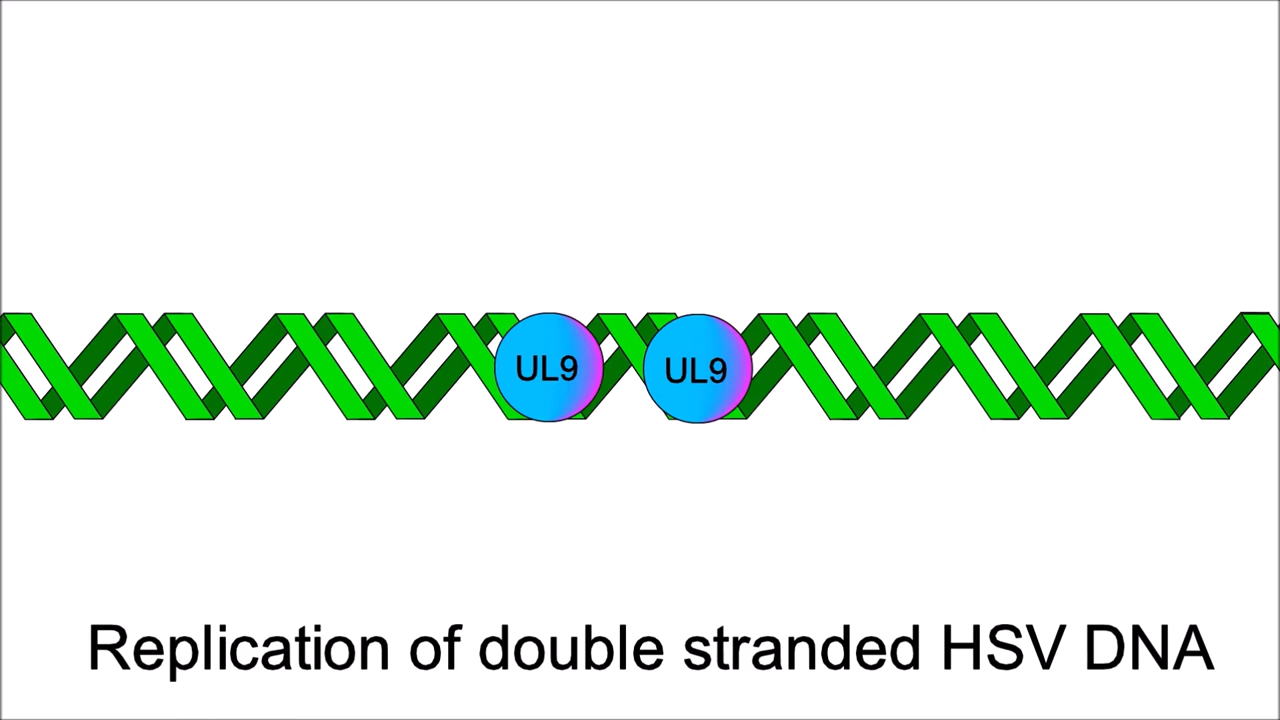 UL9 UL9
Replication of double stranded HSV DNA